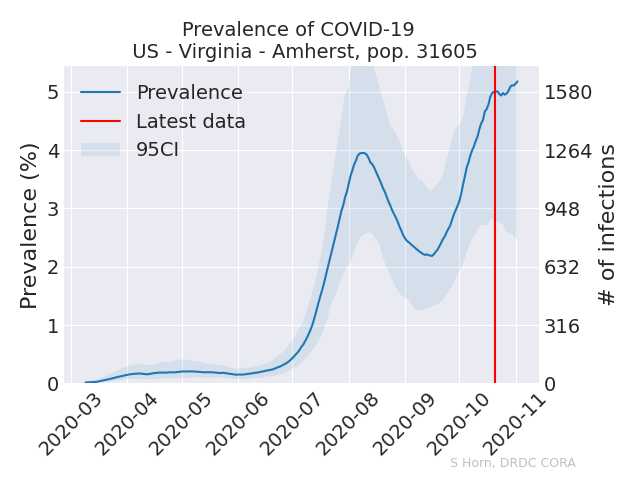 Prevalence of COVID-19
US - Virginia - Amherst, pop. 31605
Prevalence
Latest data
95CI
Prevalence (%)
5
4
3
2
1
0
1580
1264
948
632
316
0
# of infections
2020-03
2020-04
2020-05
2020-06
2020-07
2020-08
2020-09
2020-10
2020-11
S Horn, DRDC CORA